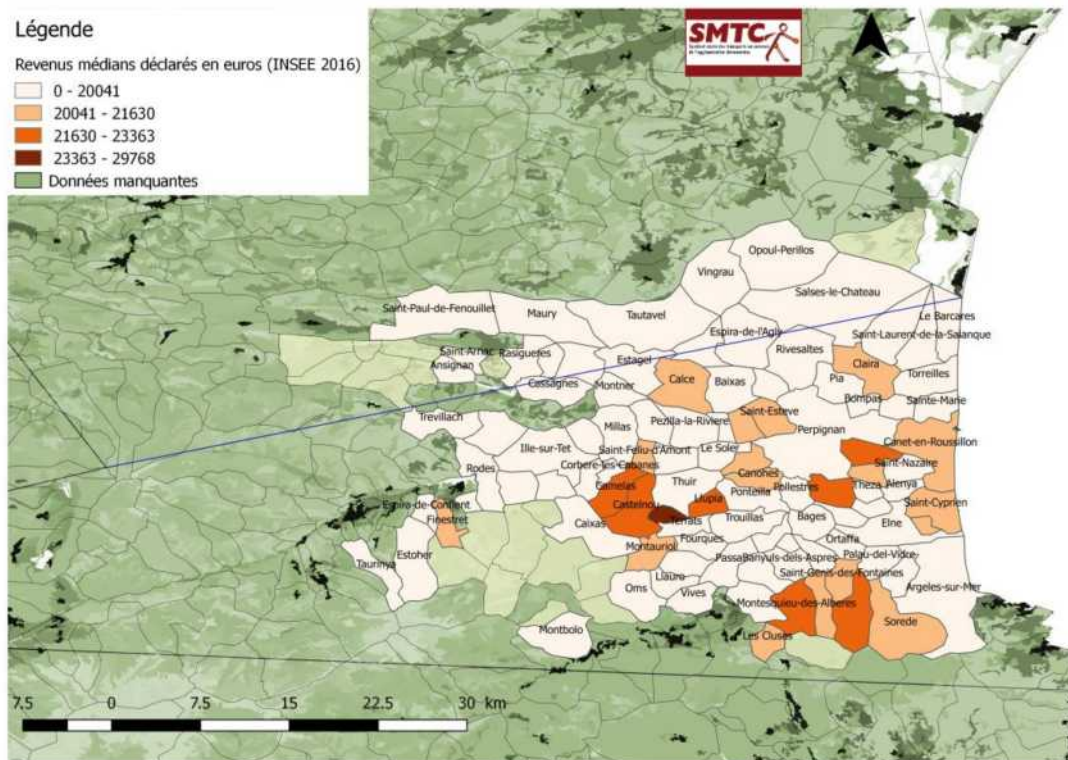 Légende
Revenus médians déclarés en euros (INSEE 2016)
0 - 20041
20041 - 21630
21630 - 23363
23363 - 29768
Données manquantes
SMTC
Opoul-Perillos
Vingrau
Salses-le-Chateau
Saint-Paul-de-Fenouillet
Maury
Tautavel
Le Barcares
Espira-de-l'Agly
Saint-Laurent-de-la-Salanque
Saint-Arnac
Rasigueres
Estagel
Rivesaltes
Ansignan
Claira
Cassagnes
Montner
Calce
Baixas
Pia
Torreilles
Bompas
Sainte-Marie
Trevillach
Millas
Pezilla-la-Riviere
Saint-Esteve
Perpignan
Canet-en-Roussillon
Ille-sur-Tet
Saint-Feliu-d'Amont
Le Soler
Saint-Nazaire
Rodes
Corbere-les-Cabanes
Canohes
Camelas
Thuir
Ponteilla
Pollestres
Theza
Alenya
Espira-de-Conflent
Castelnou
Llupia
Saint-Cyprien
Finestret
Caixas
Terrats
Trouillas
Bages
Elne
Estoher
Fourques
Ortaffa
Taurinya
Montauriol
Passa
Banyuls-dels-Aspres
Palau-del-Vidre
Llauro
Saint-Genis-des-Fontaines
Oms
Vives
Argeles-sur-Mer
Montesquieu-des-Alberes
Sorede
Montbolo
Les Cluses
7.5 0 7.5 15 22.5 30 km